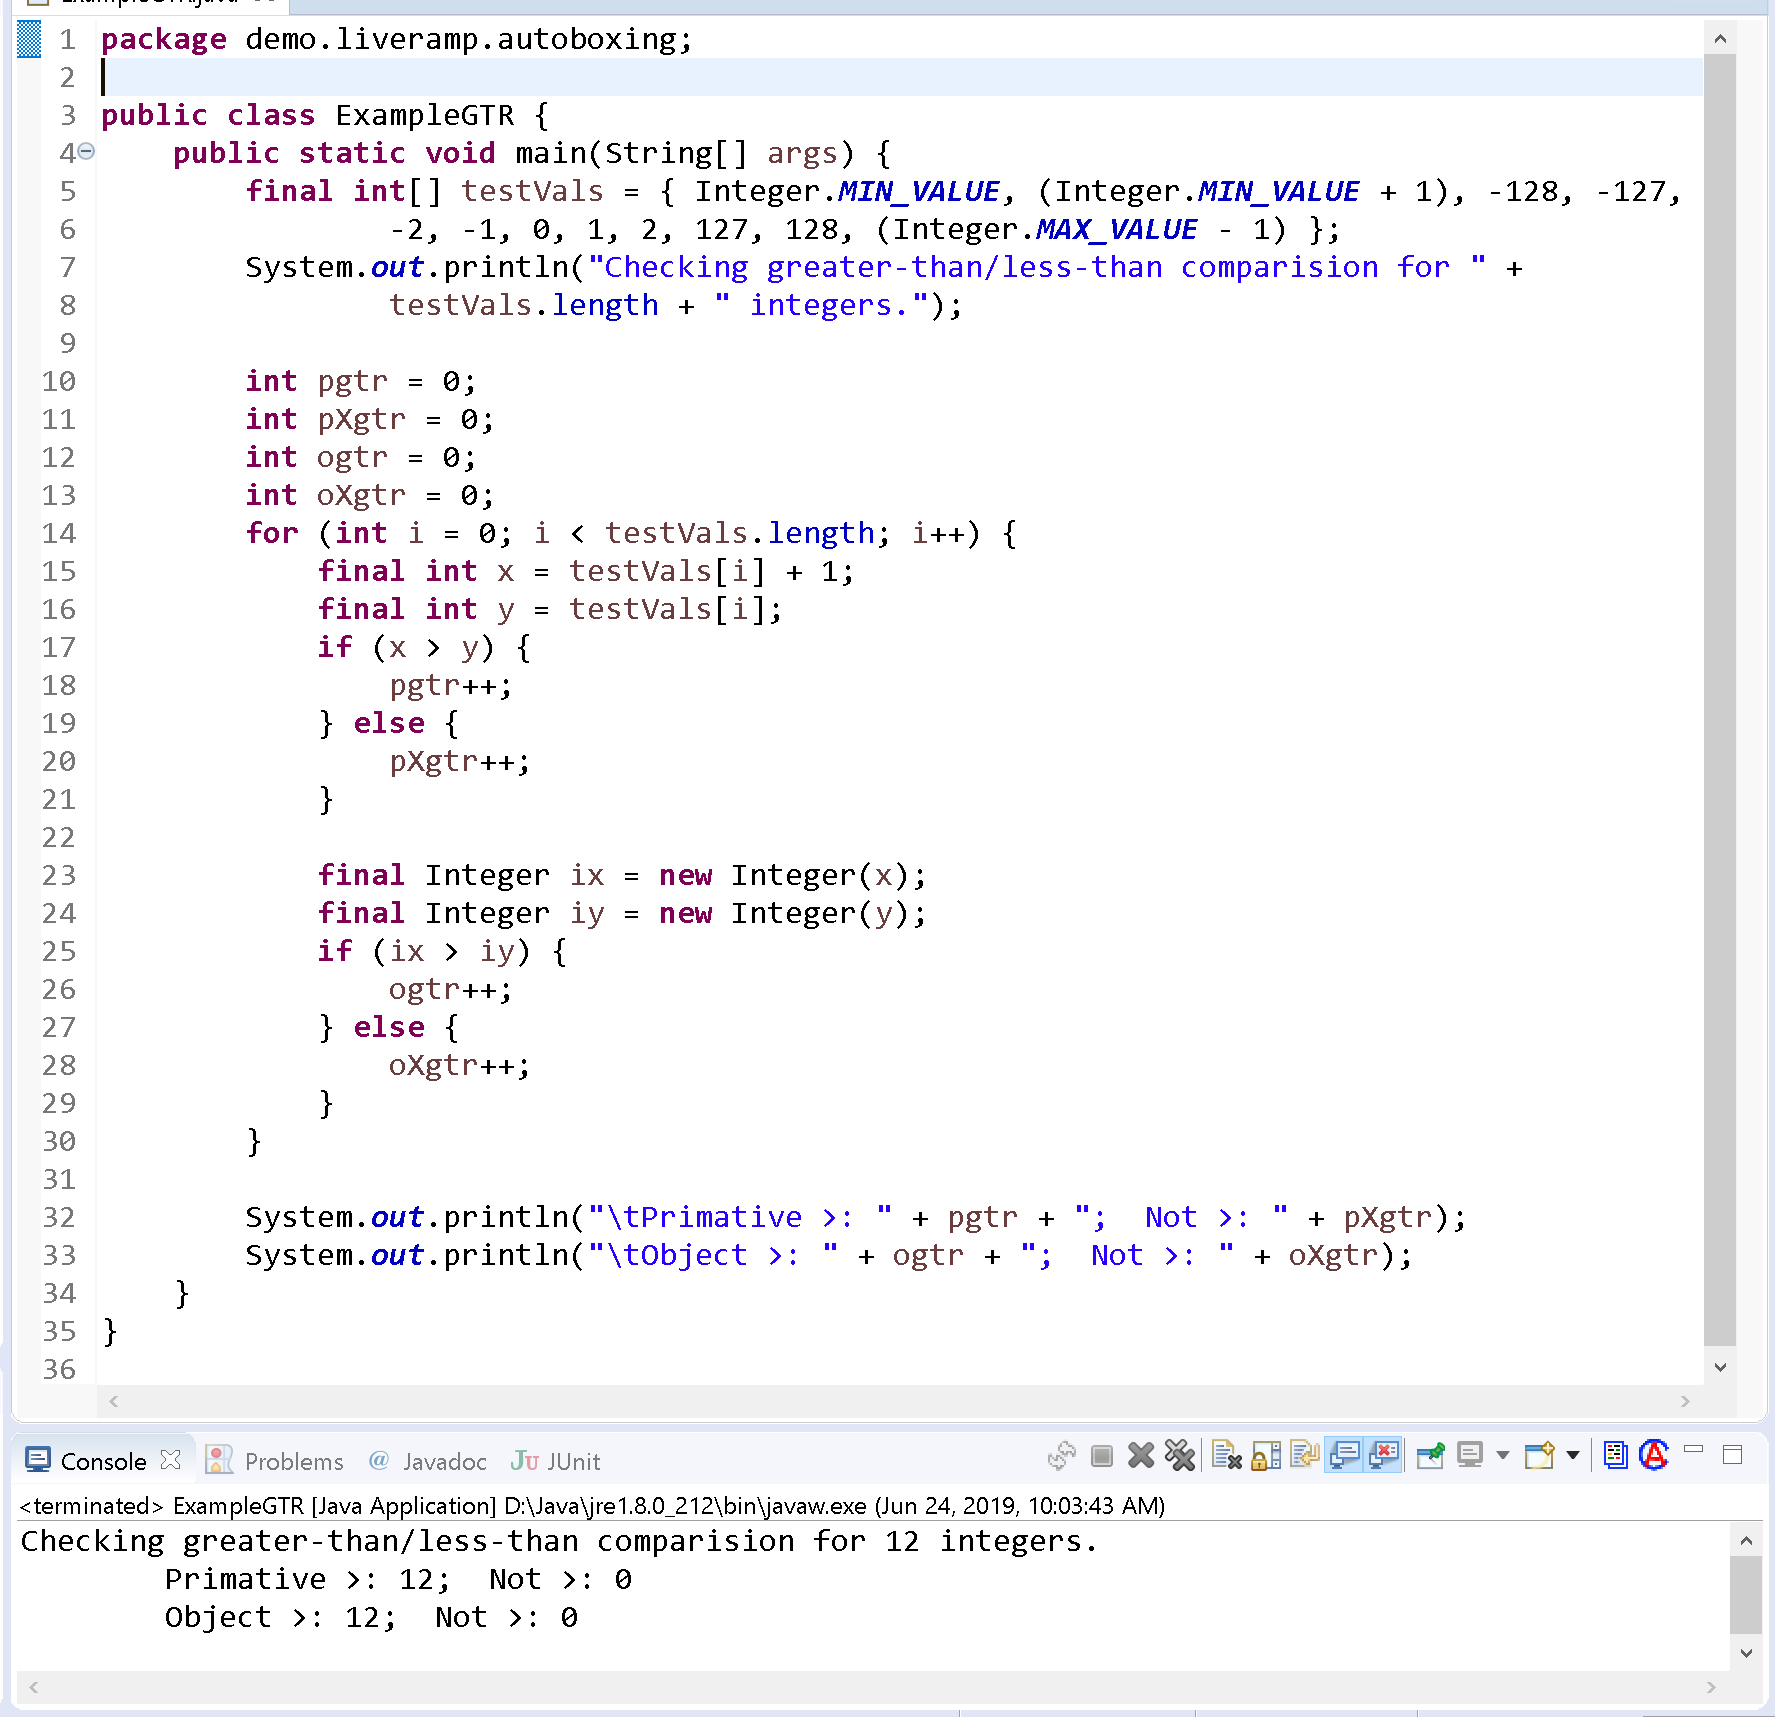 1 package demo.liveramp.autoboxing;
2
3 public class ExampleGTR {
4     public static void main(String[] args) {
5         final int[] testVals = { Integer.MIN_VALUE, (Integer.MIN_VALUE + 1), -128, -127,
6                 -2, -1, 0, 1, 2, 127, 128, (Integer.MAX_VALUE - 1) };
7         System.out.println("Checking greater-than/less-than comparision for " +
8                 testVals.length + " integers.");
9
10         int pgtr = 0;
11         int pXgtr = 0;
12         int ogtr = 0;
13         int oXgtr = 0;
14         for (int i = 0; i < testVals.length; i++) {
15             final int x = testVals[i] + 1;
16             final int y = testVals[i];
17             if (x > y) {
18                 pgtr++;
19             } else {
20                 pXgtr++;
21             }
22
23             final Integer ix = new Integer(x);
24             final Integer iy = new Integer(y);
25             if (ix > iy) {
26                 ogtr++;
27             } else {
28                 oXgtr++;
29             }
30         }
31
32         System.out.println("\tPrimative >: " + pgtr + ";  Not >: " + pXgtr);
33         System.out.println("\tObject >: " + ogtr + ";  Not >: " + oXgtr);
34     }
35 }
36
Console Problems @ Javadoc JU JUnit
<terminated> ExampleGTR [Java Application] D:\Java\jre1.8.0_212\bin\javaw.exe (Jun 24, 2019, 10:03:43 AM)
Checking greater-than/less-than comparision for 12 integers.
        Primative >: 12;  Not >: 0
        Object >: 12;  Not >: 0